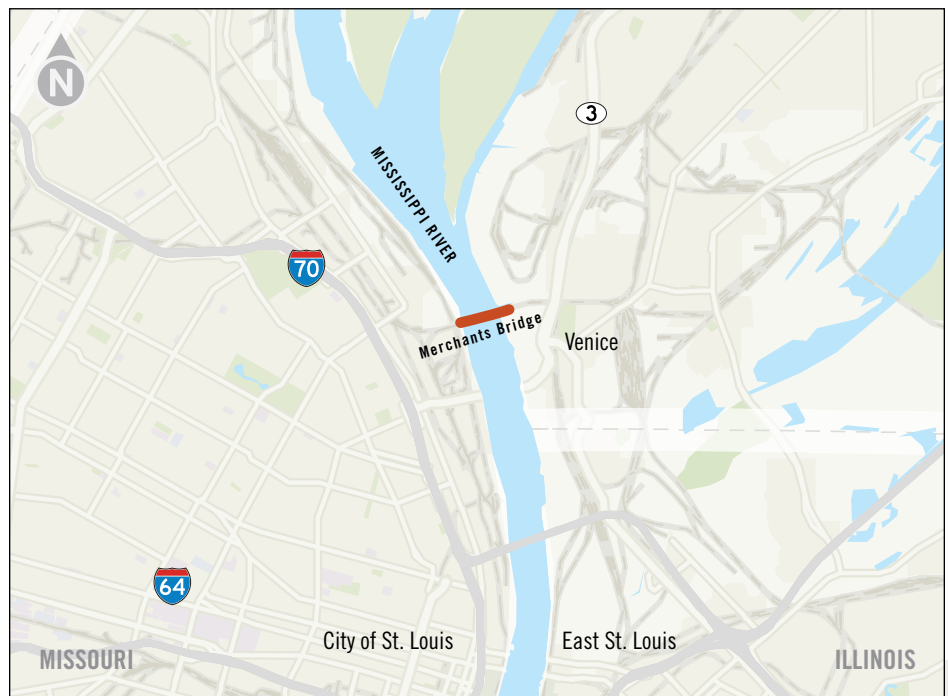 N
3
MISSISSIPPI RIVER
70
Merchants Bridge
Venice
64
City of St. Louis
East St. Louis
MISSOURI
ILLINOIS